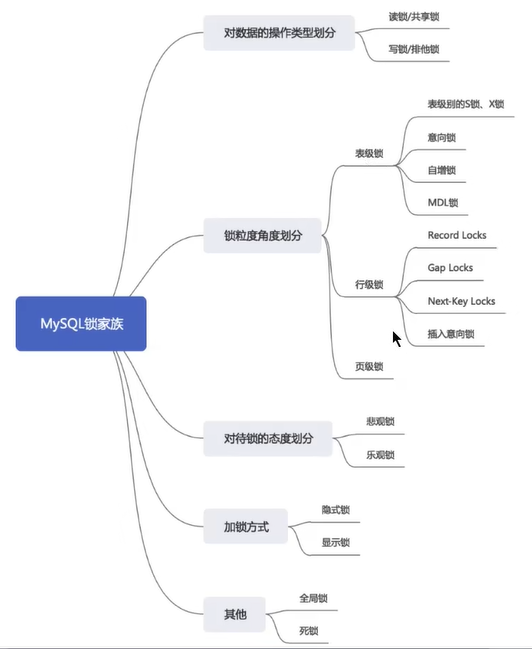 MySQL锁家族
对数据的操作类型划分
读锁/共享锁
写锁/排他锁
锁粒度角度划分
表级锁
表级别的S锁、X锁
意向锁
自增锁
MDL锁
行级锁
Record Locks
Gap Locks
Next-Key Locks
插入意向锁
页级锁
对待锁的态度划分
悲观锁
乐观锁
加锁方式
隐式锁
显示锁
其他
全局锁
死锁